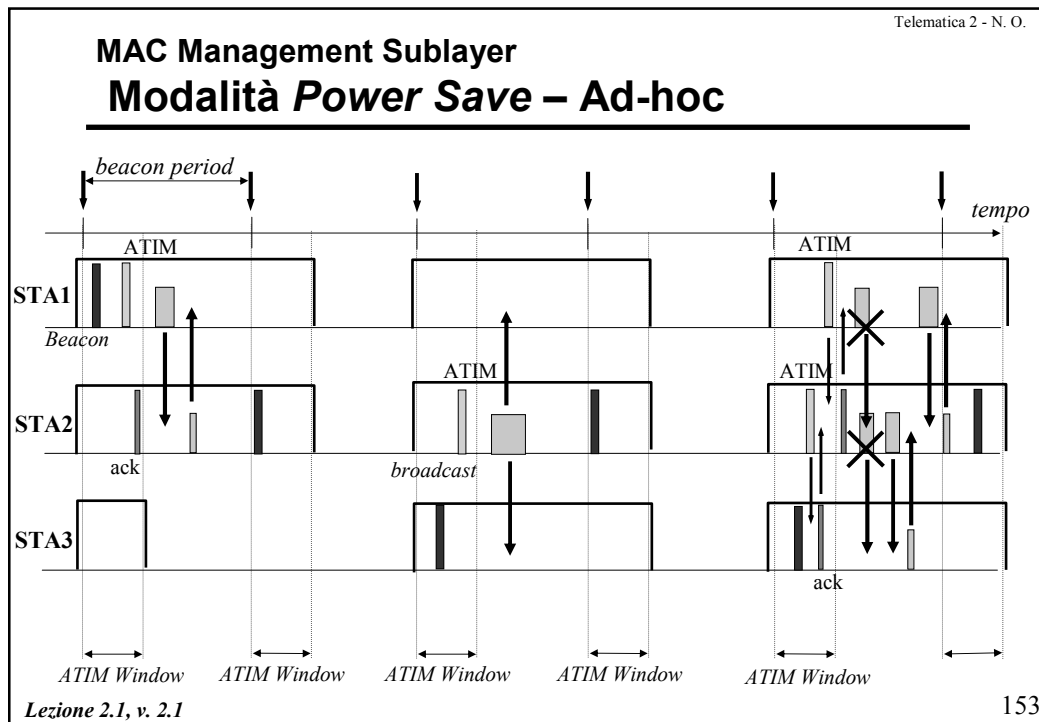 Telematica 2 - N. O.
MAC Management Sublayer
Modalità Power Save – Ad-hoc
beacon period
tempo
ATIM
ATIM
STA1
Beacon
ATIM
ATIM
STA2
ack
broadcast
STA3
ack
ATIM Window
ATIM Window
ATIM Window
ATIM Window
ATIM Window
Lezione 2.1, v. 2.1
153